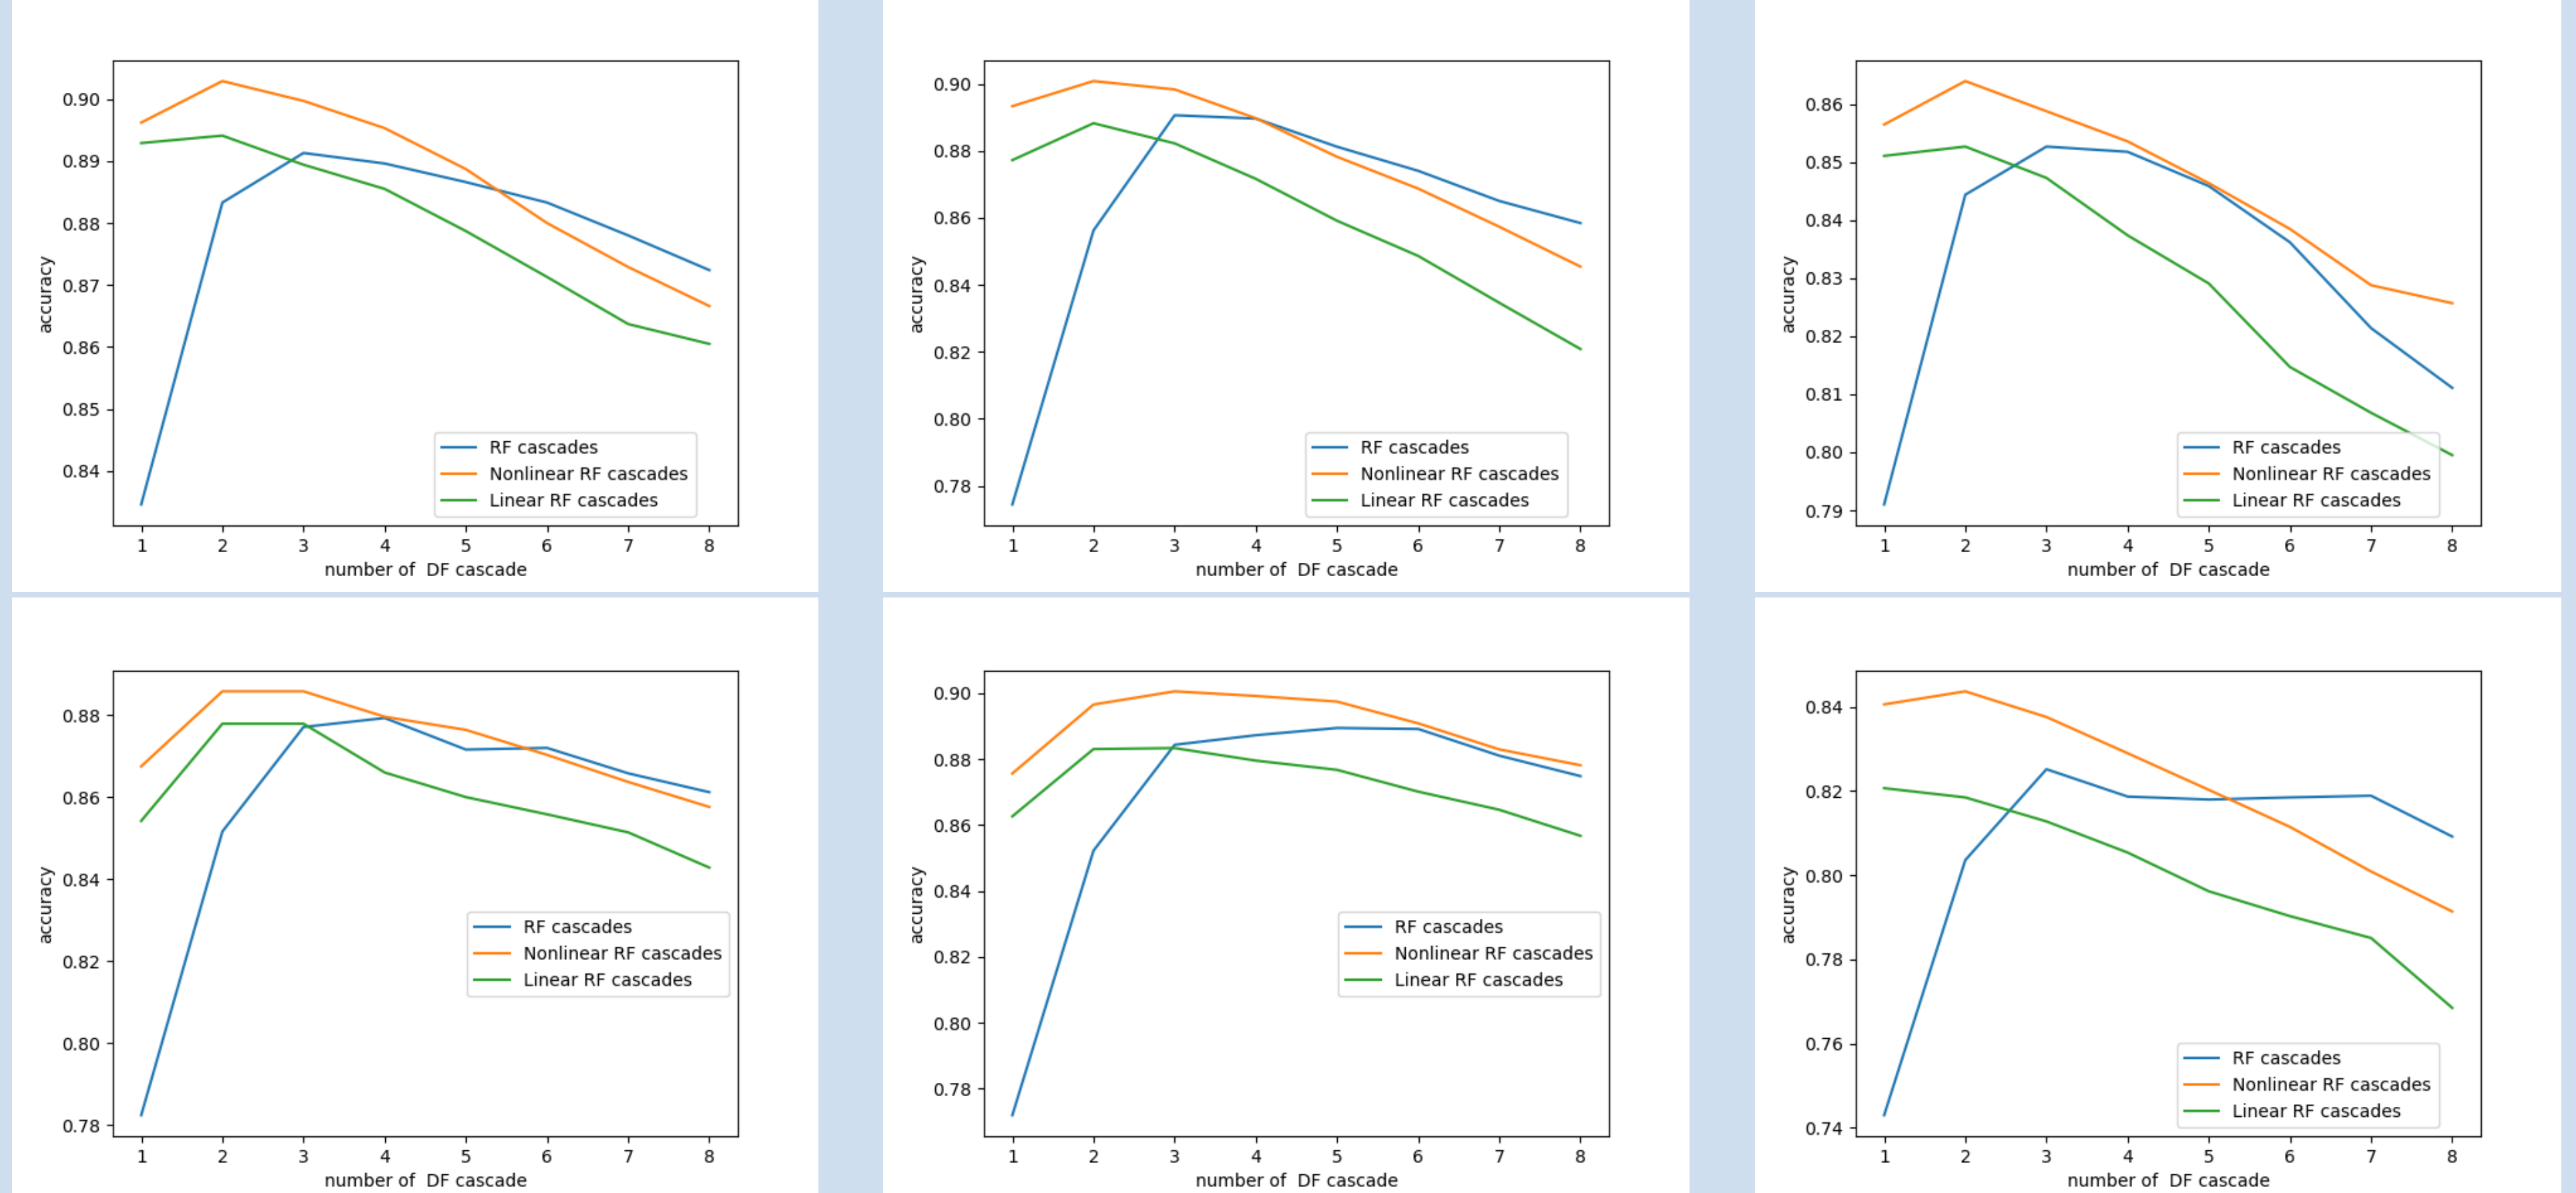 0.90
0.89
0.88
0.87
0.86
0.85
0.84
accuracy
RF cascades
Nonlinear RF cascades
Linear RF cascades
1 2 3 4 5 6 7 8
number of  DF cascade
0.90
0.88
0.86
0.84
0.82
0.80
0.78
accuracy
RF cascades
Nonlinear RF cascades
Linear RF cascades
1 2 3 4 5 6 7 8
number of  DF cascade
0.86
0.85
0.84
0.83
0.82
0.81
0.80
0.79
accuracy
RF cascades
Nonlinear RF cascades
Linear RF cascades
1 2 3 4 5 6 7 8
number of  DF cascade
0.88
0.86
0.84
0.82
0.80
0.78
accuracy
RF cascades
Nonlinear RF cascades
Linear RF cascades
1 2 3 4 5 6 7 8
number of  DF cascade
0.90
0.88
0.86
0.84
0.82
0.80
0.78
accuracy
RF cascades
Nonlinear RF cascades
Linear RF cascades
1 2 3 4 5 6 7 8
number of  DF cascade
0.84
0.82
0.80
0.78
0.76
0.74
accuracy
RF cascades
Nonlinear RF cascades
Linear RF cascades
1 2 3 4 5 6 7 8
number of  DF cascade